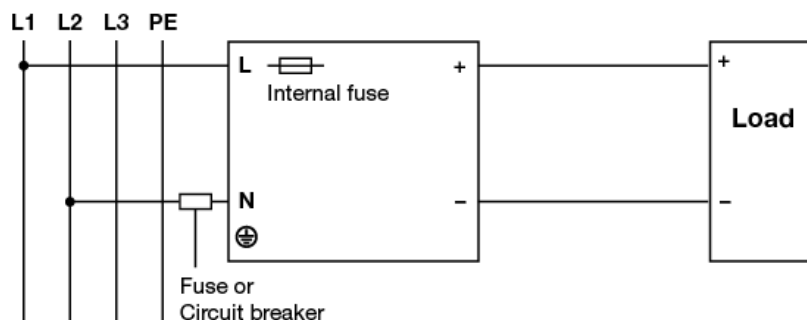 L1 L2 L3 PE
L
+
+
Internal fuse
Load
N
−
−
Fuse or
Circuit breaker